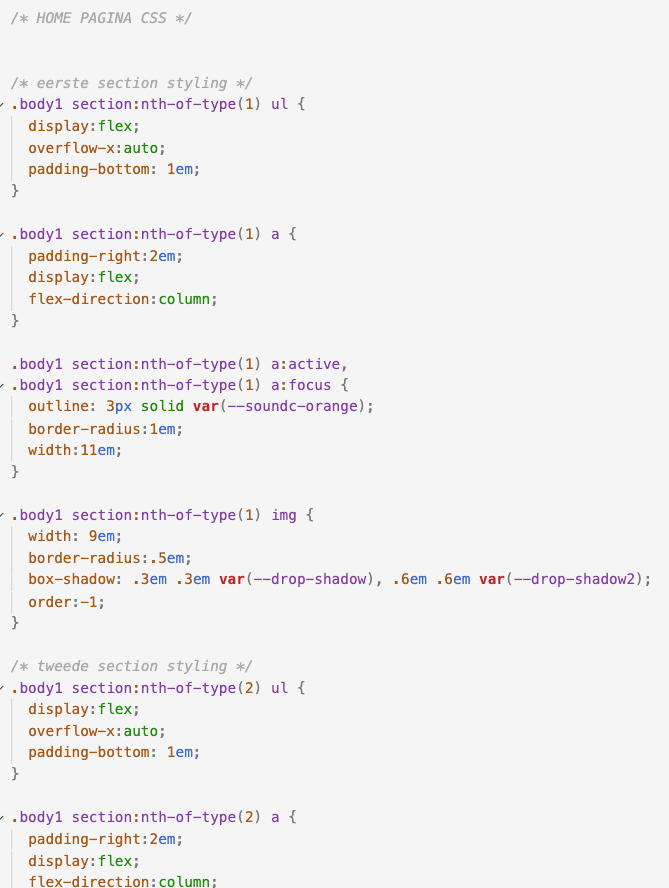 /* HOME PAGINA CSS */
/* eerste section styling */
.body1 section:nth-of-type(1) ul {
display:flex;
overflow-x:auto;
padding-bottom: 1em;
}
.body1 section:nth-of-type(1) a {
padding-right:2em;
display:flex;
flex-direction:column;
}
.body1 section:nth-of-type(1) a:active,
.body1 section:nth-of-type(1) a:focus {
outline: 3px solid var(--soundc-orange);
border-radius:1em;
width:11em;
}
.body1 section:nth-of-type(1) img {
width: 9em;
border-radius:.5em;
box-shadow: .3em .3em var(--drop-shadow), .6em .6em var(--drop-shadow2);
order:-1;
}
/* tweede section styling */
.body1 section:nth-of-type(2) ul {
display:flex;
overflow-x:auto;
padding-bottom: 1em;
}
.body1 section:nth-of-type(2) a {
padding-right:2em;
display:flex;
flex-direction:column;